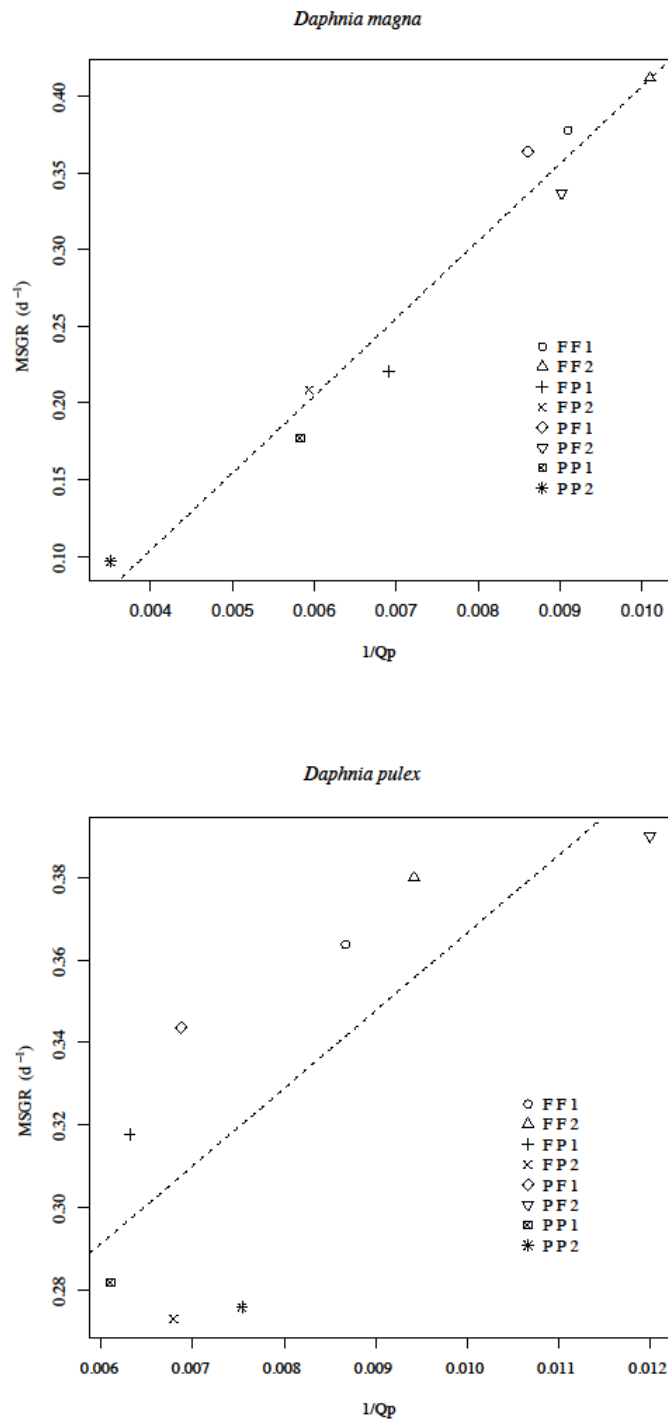 Daphnia magna
0.40
0.35
0.30
0.25
0.20
0.15
0.10
MSGR (d⁻¹)
FF1
FF2
FP1
FP2
PF1
PF2
PP1
PP2
0.004 0.005 0.006 0.007 0.008 0.009 0.010
1/Qp
Daphnia pulex
0.38
0.36
0.34
0.32
0.30
0.28
MSGR (d⁻¹)
FF1
FF2
FP1
FP2
PF1
PF2
PP1
PP2
0.006 0.007 0.008 0.009 0.010 0.011 0.012
1/Qp